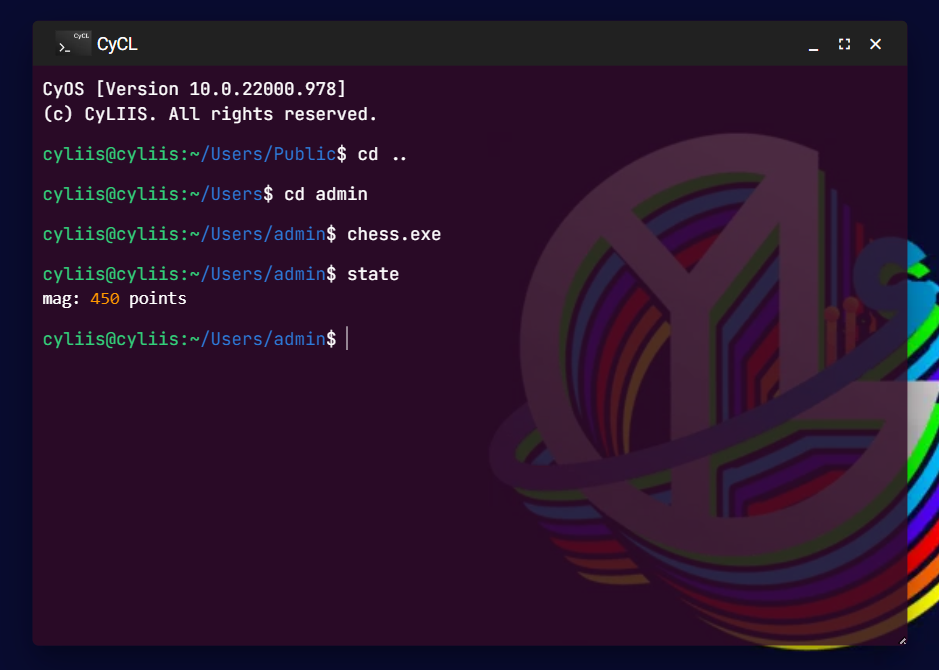 CyCL
>_ CyCL
CyOS [Version 10.0.22000.978]
(c) CyLIIS. All rights reserved.
cyliis@cyliis:~/Users/Public$ cd ..
cyliis@cyliis:~/Users$ cd admin
cyliis@cyliis:~/Users/admin$ chess.exe
cyliis@cyliis:~/Users/admin$ state
mag: 450 points
cyliis@cyliis:~/Users/admin$